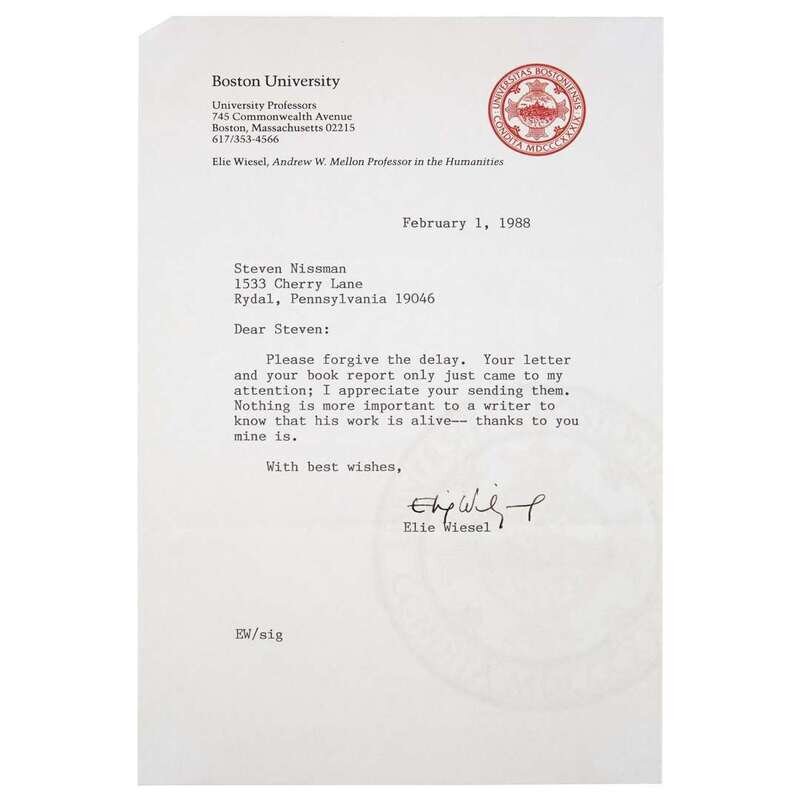 Boston University
University Professors
745 Commonwealth Avenue
Boston, Massachusetts 02215
617/353-4566
Elie Wiesel, Andrew W. Mellon Professor in the Humanities
UNIVERSITAS BOSTONIENSIS
CONDITA MDCCCXXXIX
February 1, 1988
Steven Nissman
1533 Cherry Lane
Rydal, Pennsylvania 19046
Dear Steven:
Please forgive the delay. Your letter
and your book report only just came to my
attention; I appreciate your sending them.
Nothing is more important to a writer to
know that his work is alive-- thanks to you
mine is.
With best wishes,
Elie Wiesel
Elie Wiesel
EW/sig